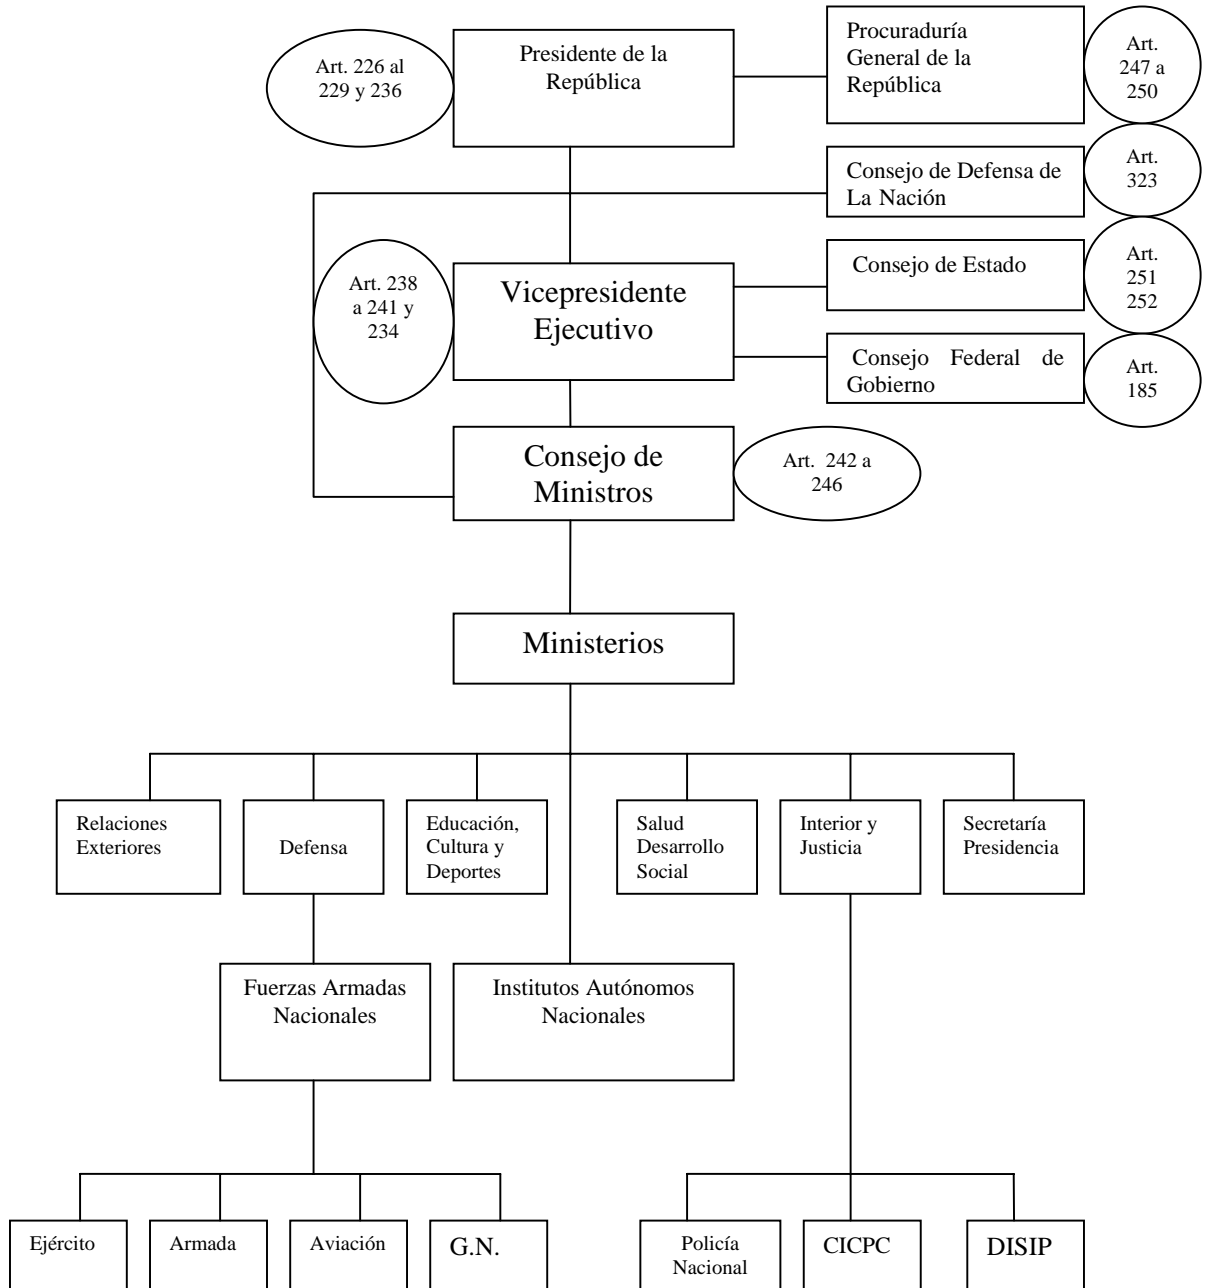 Art. 226 al
229 y 236
Presidente de la
República
Procuraduría
General de la
República
Art.
247 a
250
Consejo de Defensa de
La Nación
Art.
323
Art. 238
a 241 y
234
Vicepresidente
Ejecutivo
Consejo de Estado
Art.
251
252
Consejo Federal de
Gobierno
Art.
185
Consejo de
Ministros
Art. 242 a
246
Ministerios
Relaciones
Exteriores
Defensa
Educación,
Cultura y
Deportes
Salud
Desarrollo
Social
Interior y
Justicia
Secretaría
Presidencia
Fuerzas Armadas
Nacionales
Institutos Autónomos
Nacionales
Ejército
Armada
Aviación
G.N.
Policía
Nacional
CICPC
DISIP